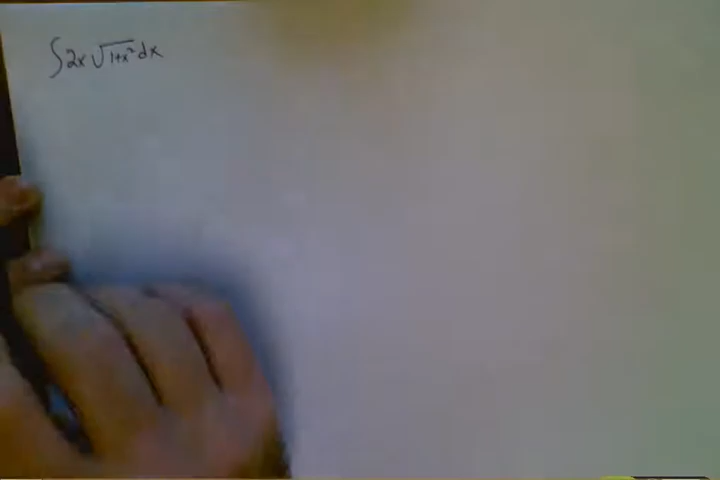 ∫2x √1+x² dx